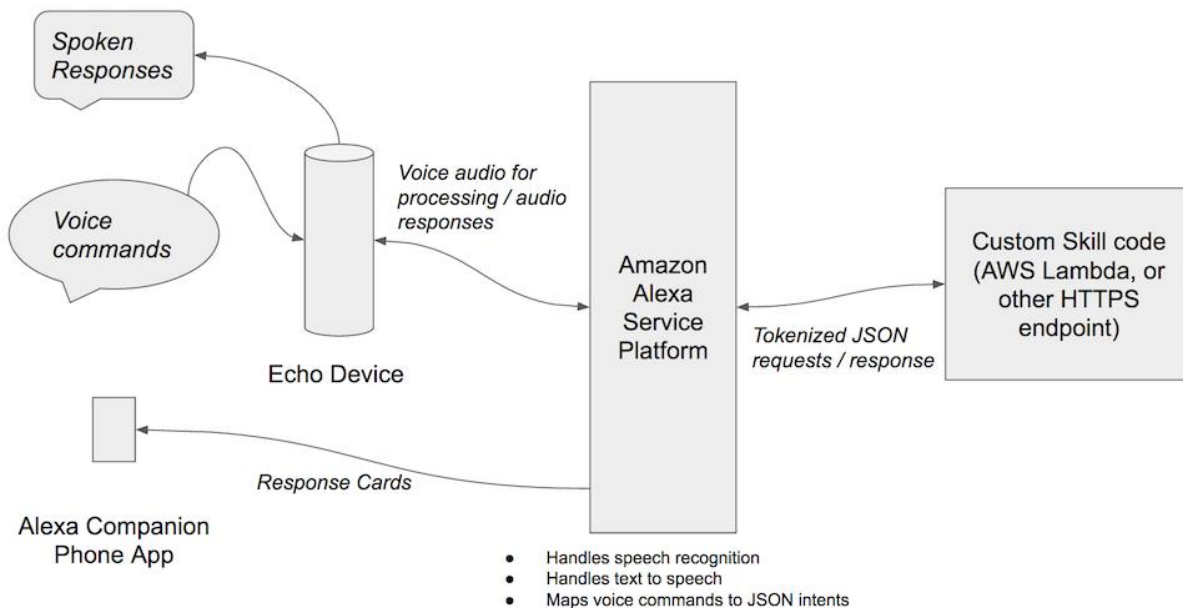 Spoken
Responses
Voice
commands
Voice audio for
processing / audio
responses
Echo Device
Amazon
Alexa
Service
Platform
Custom Skill code
(AWS Lambda, or
other HTTPS
endpoint)
Tokenized JSON
requests / response
Response Cards
Alexa Companion
Phone App
● Handles speech recognition
● Handles text to speech
● Maps voice commands to JSON intents